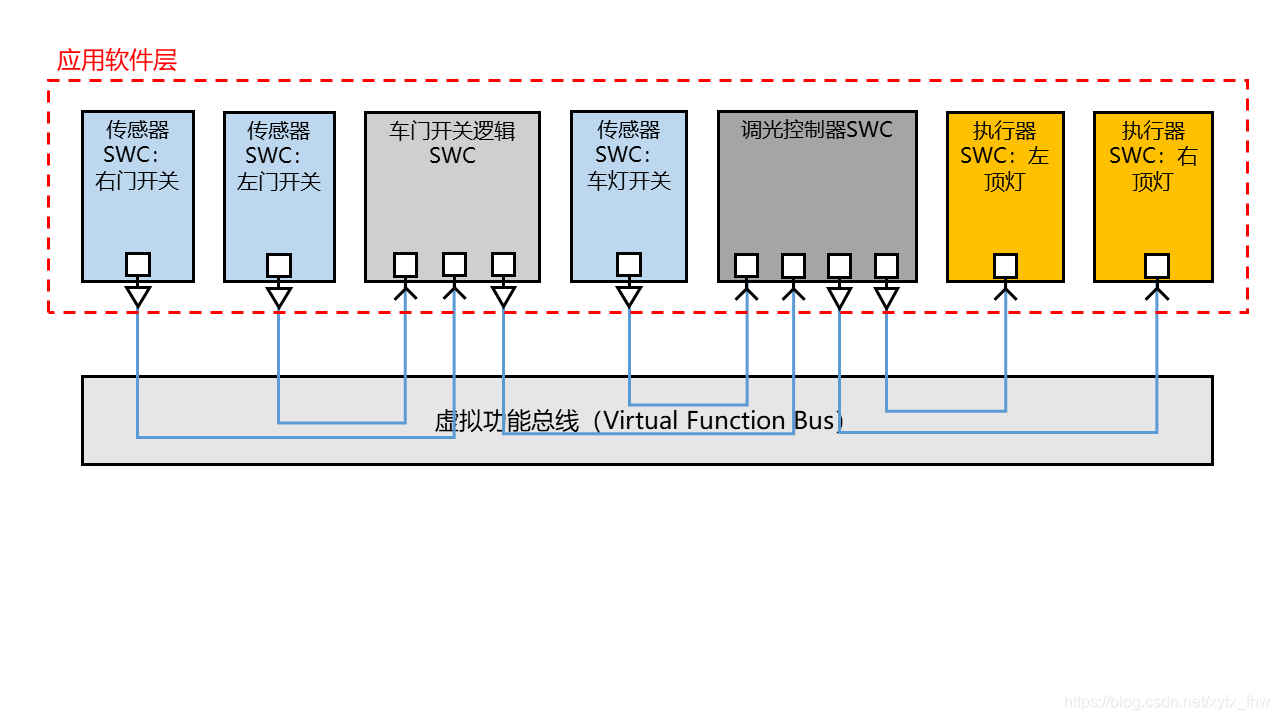 应用软件层
传感器
SWC：
右门开关
传感器
SWC：
左门开关
车门开关逻辑
SWC
传感器
SWC：
车灯开关
调光控制器SWC
执行器
SWC：左
顶灯
执行器
SWC：右
顶灯
虚拟功能总线（Virtual Function Bus）
https://blog.csdn.net/xyfx_fhw